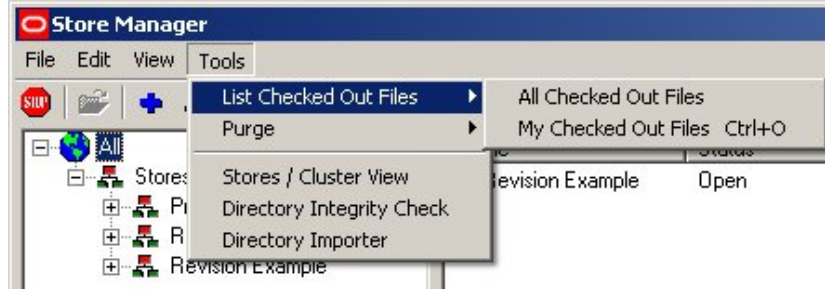 Store Manager
File Edit View Tools
STOP
List Checked Out Files All Checked Out Files
Purge My Checked Out Files Ctrl+O
All
Status
Stores Stores / Cluster View Revision Example Open
Directory Integrity Check
R Directory Importer
Revision Example